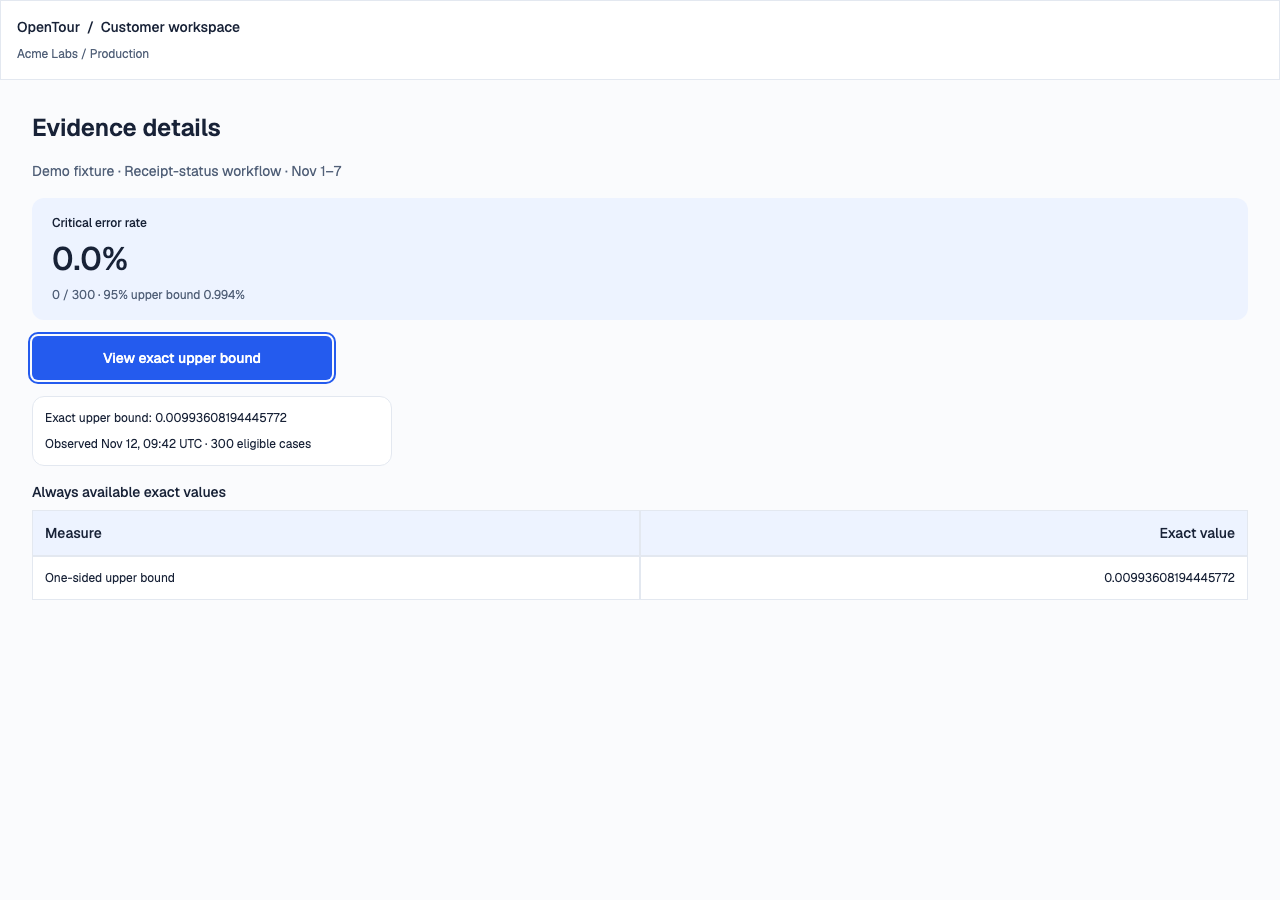 OpenTour / Customer workspace
Acme Labs / Production
Evidence details
Demo fixture · Receipt-status workflow · Nov 1–7
Critical error rate
0.0%
0 / 300 · 95% upper bound 0.994%
View exact upper bound
Exact upper bound: 0.00993608194445772
Observed Nov 12, 09:42 UTC · 300 eligible cases
Always available exact values
Measure Exact value
One-sided upper bound 0.00993608194445772